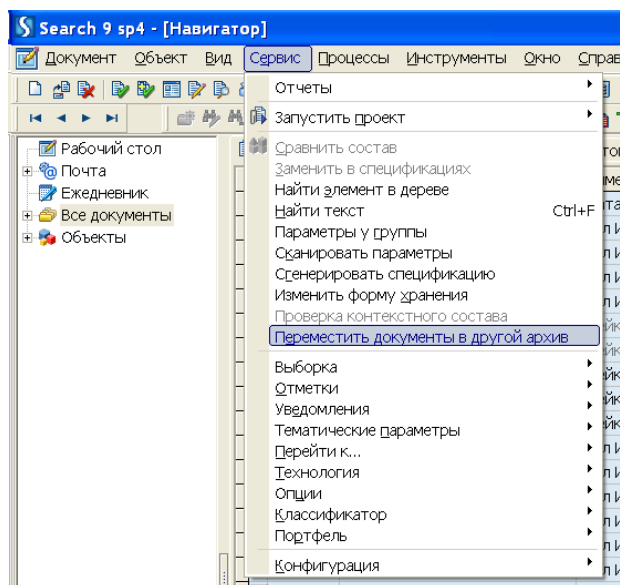 Search 9 sp4 - [Навигатор]
Документ Объект Вид Сервис Процессы Инструменты Окно
Отчеты
Запустить проект
Рабочий стол
Почта
Ежедневник
Все документы
Объекты
Сравнить состав
Заменить в спецификациях
Найти элемент в дереве
Найти текст Ctrl+F
Параметры у группы
Сканировать параметры
Сгенерировать спецификацию
Изменить форму хранения
Проверка контекстного состава
Переместить документы в другой архив
Выборка
Отметки
Уведомления
Тематические параметры
Перейти к...
Технология
Опции
Классификатор
Портфель
Конфигурация